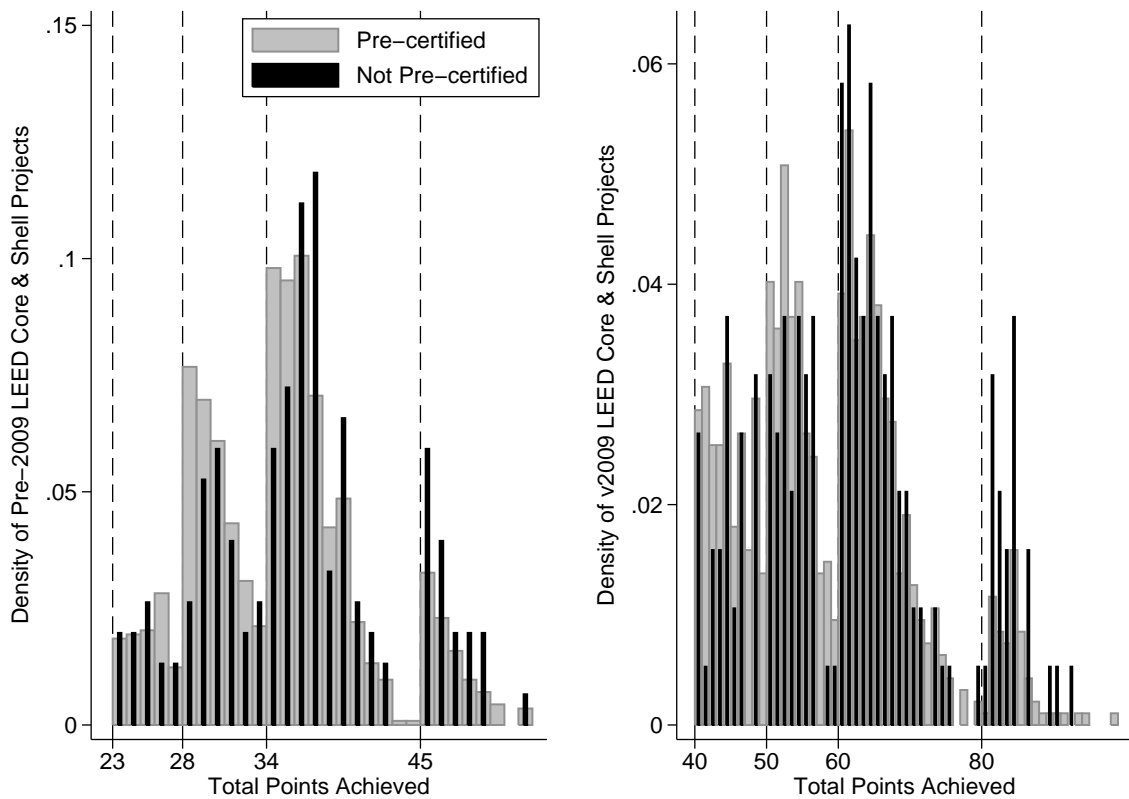 Density of Pre−2009 LEED Core & Shell Projects
.15
.1
.05
0
Pre−certified
Not Pre−certified
23
28
34
45
Total Points Achieved
Density of v2009 LEED Core & Shell Projects
.06
.04
.02
0
40
50
60
80
Total Points Achieved